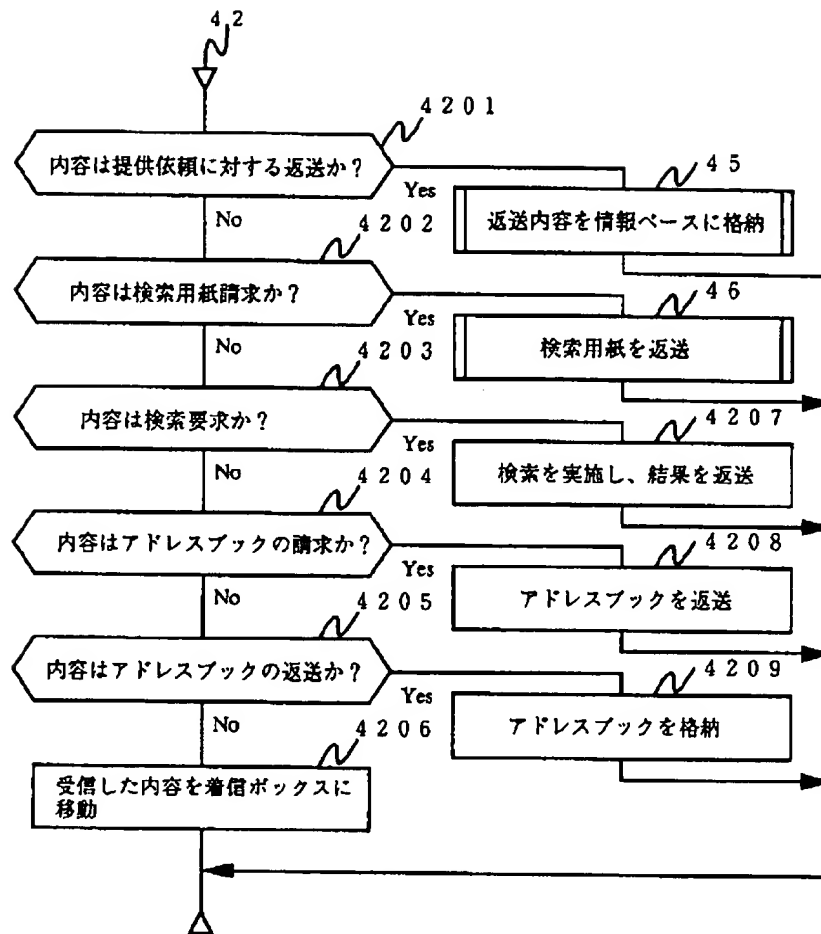 42
4201
内容は提供依頼に対する返送か？
Yes
45
返送内容を情報ベースに格納
No
4202
内容は検索用紙請求か？
Yes
46
検索用紙を返送
No
4203
内容は検索要求か？
Yes
4207
検索を実施し、結果を返送
No
4204
内容はアドレスブックの請求か？
Yes
4208
アドレスブックを返送
No
4205
内容はアドレスブックの返送か？
Yes
4209
アドレスブックを格納
No
4206
受信した内容を着信ボックスに
移動